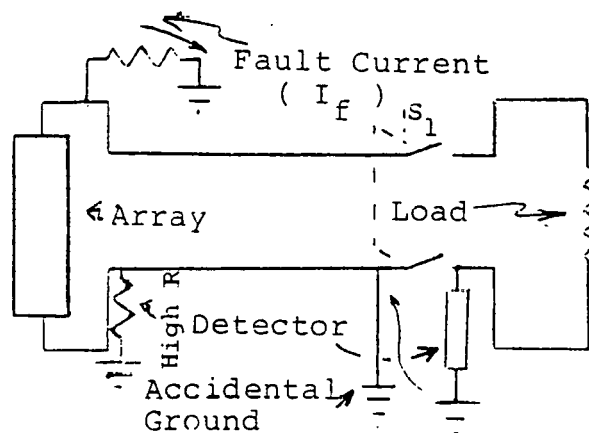 Fault Current
( I_f )
S_1
Array
Load
High R
Detector
Accidental
Ground